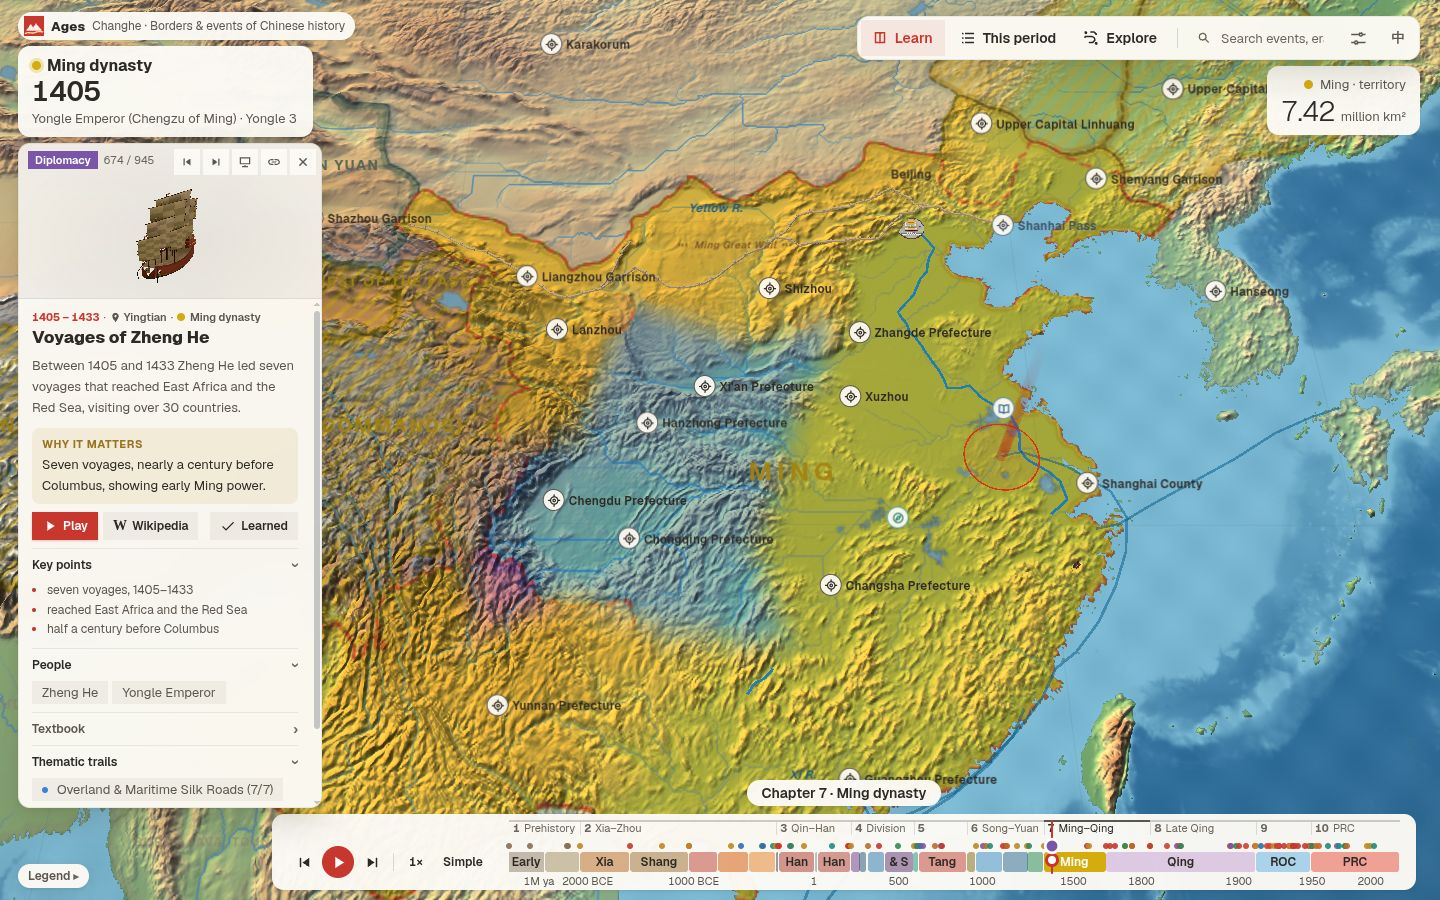 Ages Changhe · Borders & events of Chinese history
Ming dynasty
1405
Yongle Emperor (Chengzu of Ming) · Yongle 3
Learn
This period
Explore
Search events, er
中
Ming · territory
7.42 million km²
Diplomacy 674 / 945
1405 – 1433 · Yingtian · Ming dynasty
Voyages of Zheng He
Between 1405 and 1433 Zheng He led seven
voyages that reached East Africa and the
Red Sea, visiting over 30 countries.
WHY IT MATTERS
Seven voyages, nearly a century before
Columbus, showing early Ming power.
Play
W Wikipedia
Learned
Key points
seven voyages, 1405–1433
reached East Africa and the Red Sea
half a century before Columbus
People
Zheng He
Yongle Emperor
Textbook
Thematic trails
Overland & Maritime Silk Roads (7/7)
Legend
Karakorum
Upper Capital
Upper Capital Linhuang
N YUAN
Beijing
Shenyang Garrison
Yellow R.
Shazhou Garrison
Shanhai Pass
Ming Great Wall
Liangzhou Garrison
Shizhou
Hanseong
Lanzhou
Zhangde Prefecture
Xi'an Prefecture
Xuzhou
Hanzhong Prefecture
MING
Shanghai County
Chengdu Prefecture
Chongqing Prefecture
Changsha Prefecture
Yunnan Prefecture
Xi R.
Guangzhou Prefecture
Chapter 7 · Ming dynasty
1× Simple
1 Prehistory 2 Xia–Zhou 3 Qin–Han 4 Division 5 6 Song–Yuan 7 Ming–Qing 8 Late Qing 9 10 PRC
Early Xia Shang Han Han & S Tang Ming Qing ROC PRC
1M ya 2000 BCE 1000 BCE 1 500 1000 1500 1800 1900 1950 2000